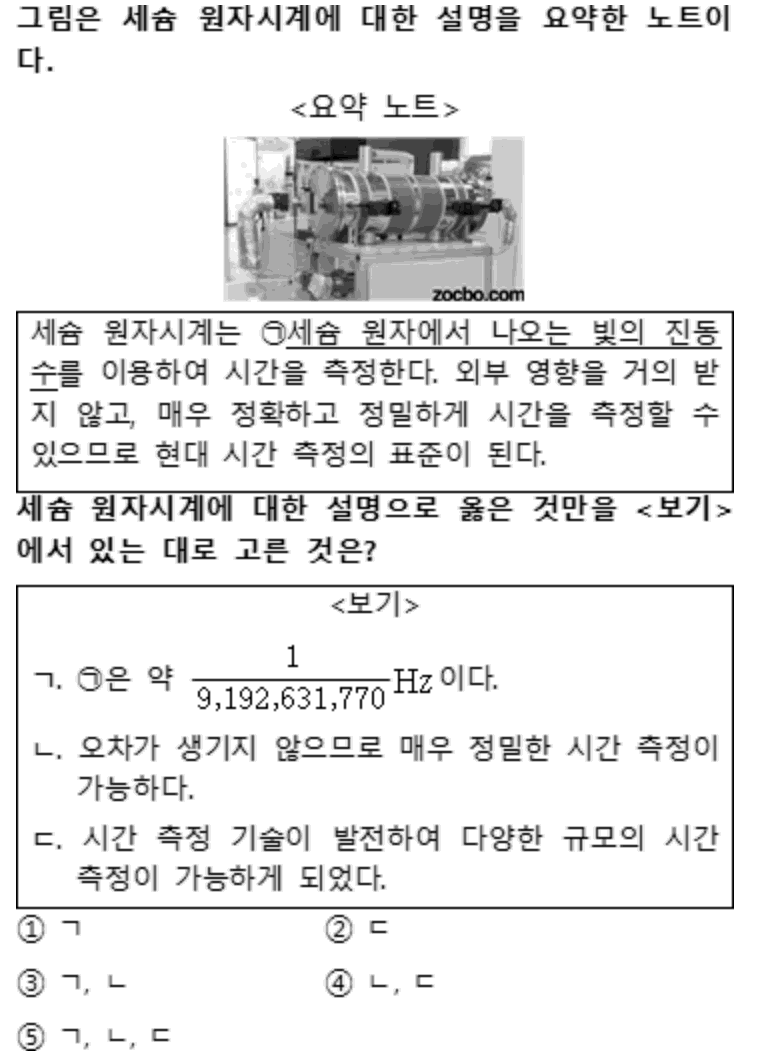 그림은 세슘 원자시계에 대한 설명을 요약한 노트이
다.
<요약 노트>
zocbo.com
세슘 원자시계는 ㉠세슘 원자에서 나오는 빛의 진동
수를 이용하여 시간을 측정한다. 외부 영향을 거의 받
지 않고, 매우 정확하고 정밀하게 시간을 측정할 수
있으므로 현대 시간 측정의 표준이 된다.
세슘 원자시계에 대한 설명으로 옳은 것만을 <보기>
에서 있는 대로 고른 것은?
<보기>
ㄱ. ㉠은 약 1/9,192,631,770 Hz이다.
ㄴ. 오차가 생기지 않으므로 매우 정밀한 시간 측정이
가능하다.
ㄷ. 시간 측정 기술이 발전하여 다양한 규모의 시간
측정이 가능하게 되었다.
① ㄱ ② ㄷ
③ ㄱ, ㄴ ④ ㄴ, ㄷ
⑤ ㄱ, ㄴ, ㄷ